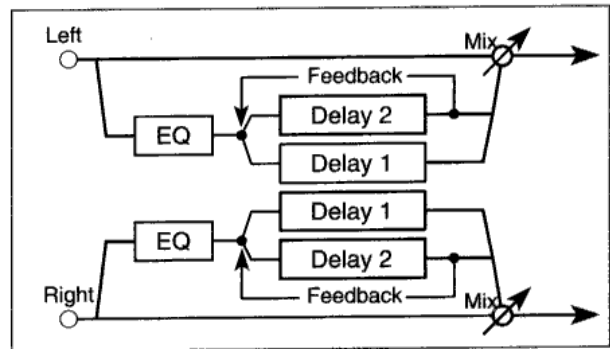 Left
Mix
Feedback
Delay 2
EQ
Delay 1
Delay 1
EQ
Delay 2
Feedback
Right
Mix